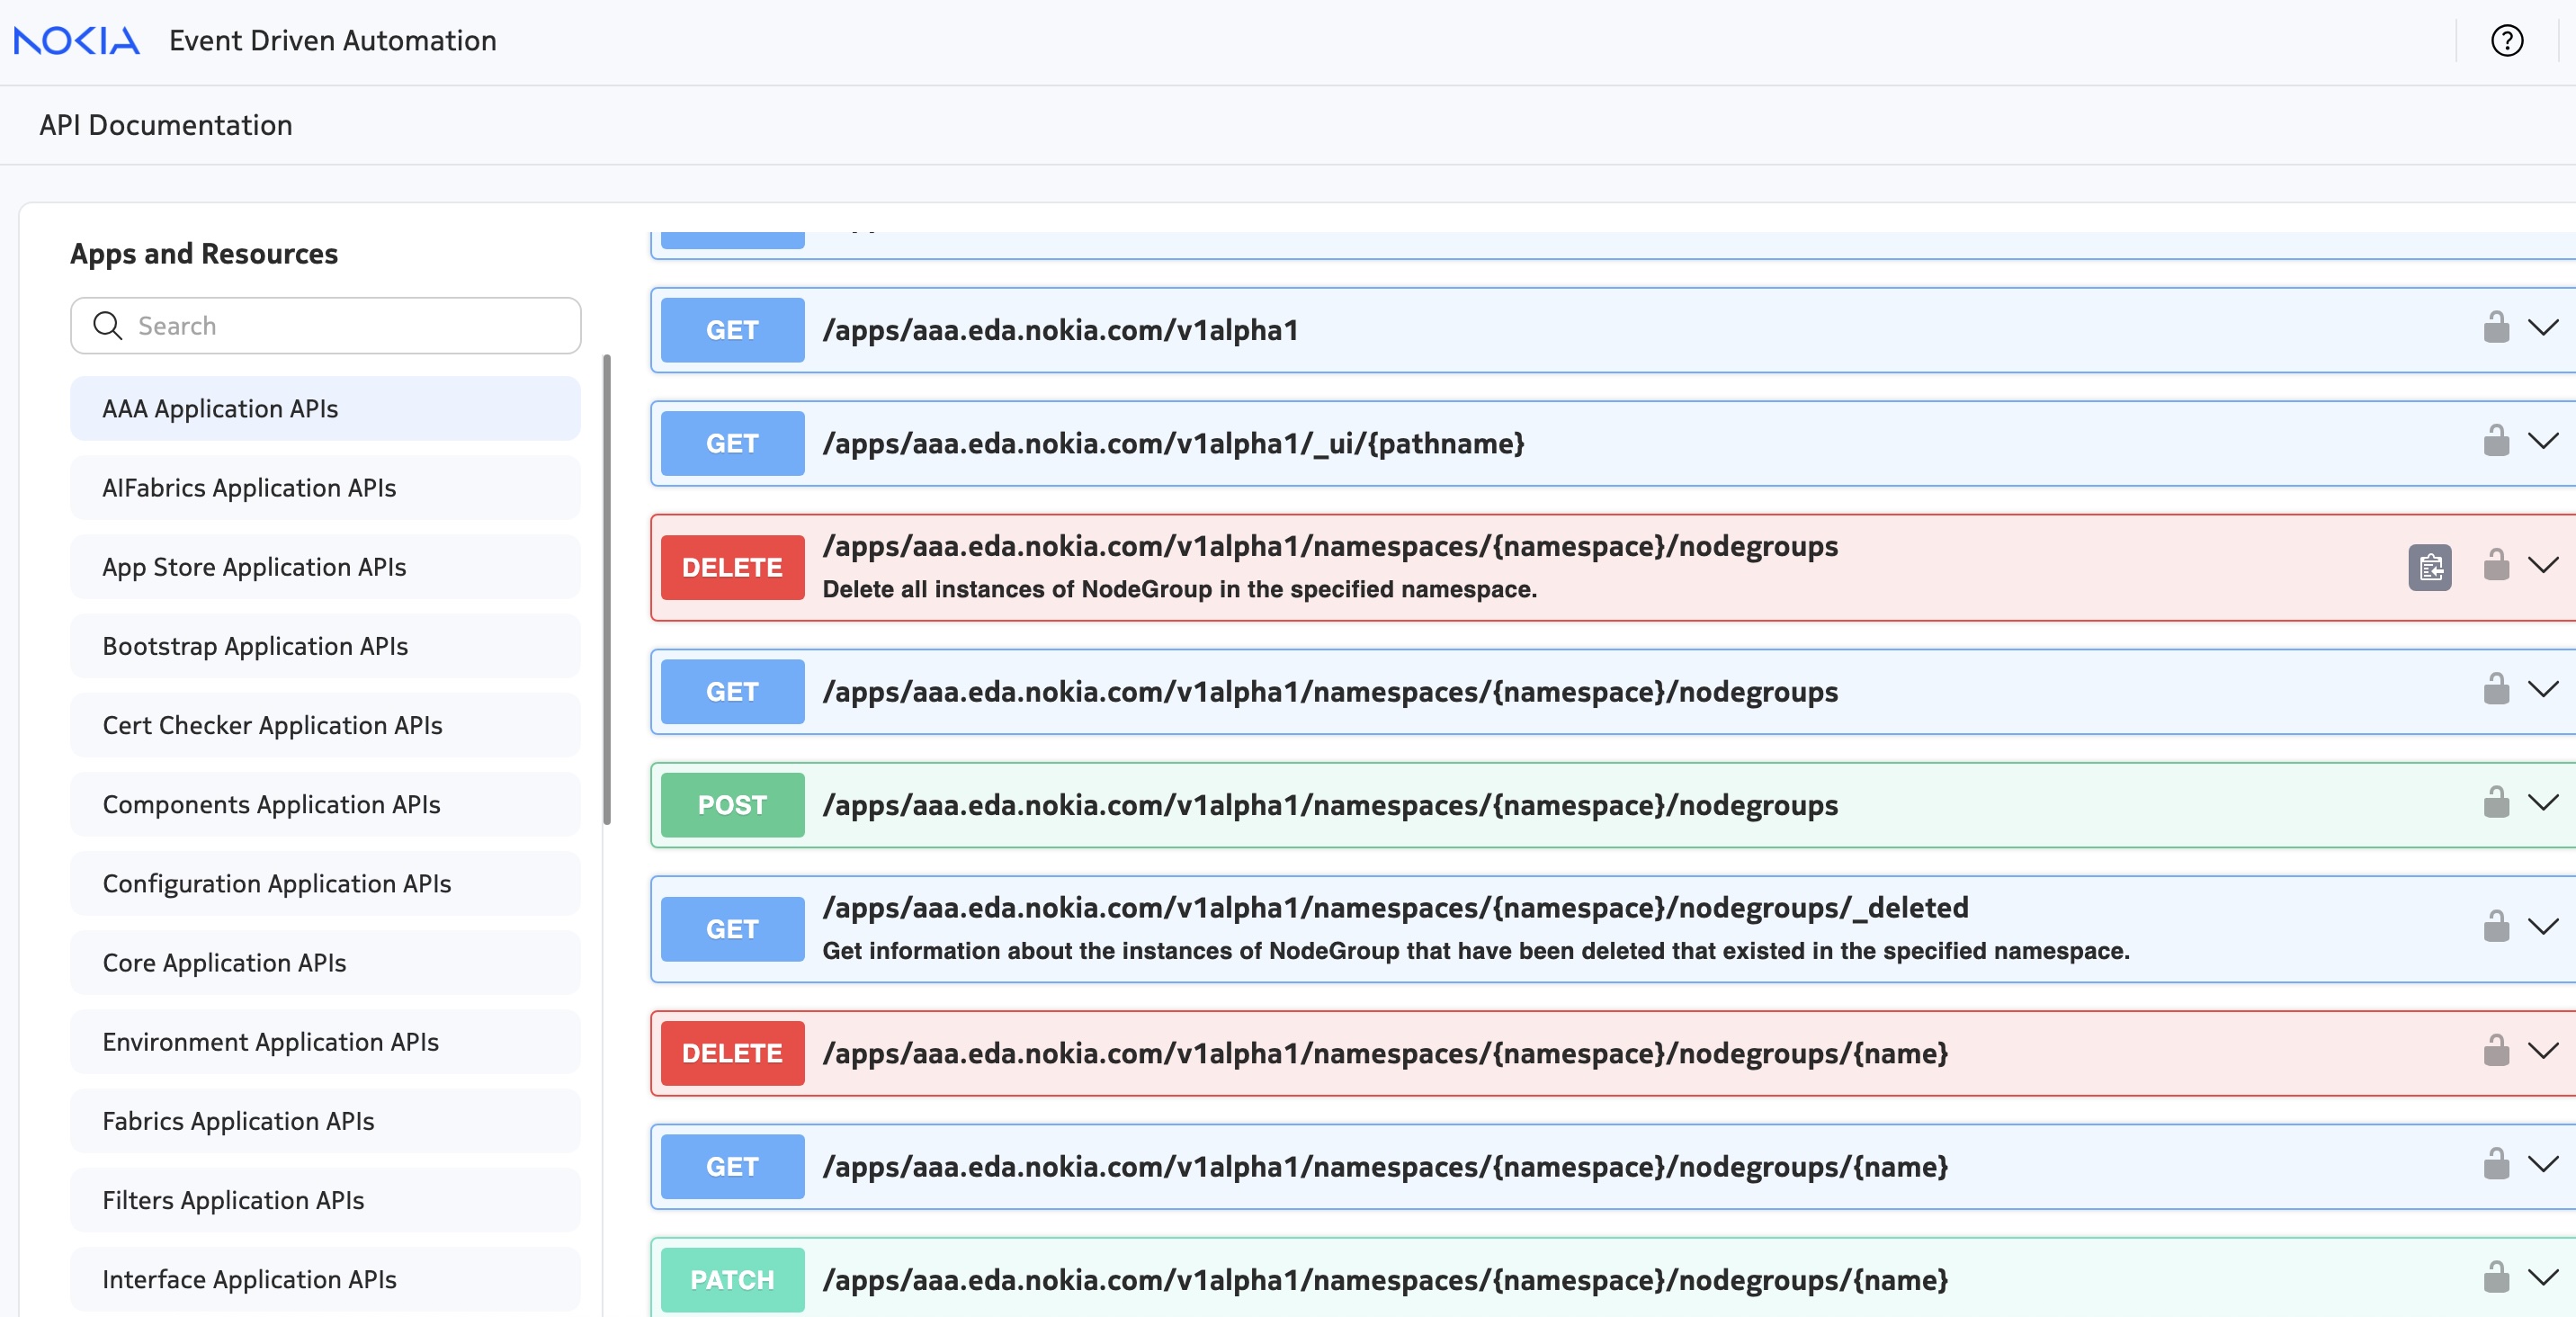 NOKIA Event Driven Automation
API Documentation
Apps and Resources
Search
AAA Application APIs
AIFabrics Application APIs
App Store Application APIs
Bootstrap Application APIs
Cert Checker Application APIs
Components Application APIs
Configuration Application APIs
Core Application APIs
Environment Application APIs
Fabrics Application APIs
Filters Application APIs
Interface Application APIs
GET /apps/aaa.eda.nokia.com/v1alpha1
GET /apps/aaa.eda.nokia.com/v1alpha1/_ui/{pathname}
DELETE /apps/aaa.eda.nokia.com/v1alpha1/namespaces/{namespace}/nodegroups
Delete all instances of NodeGroup in the specified namespace.
GET /apps/aaa.eda.nokia.com/v1alpha1/namespaces/{namespace}/nodegroups
POST /apps/aaa.eda.nokia.com/v1alpha1/namespaces/{namespace}/nodegroups
GET /apps/aaa.eda.nokia.com/v1alpha1/namespaces/{namespace}/nodegroups/_deleted
Get information about the instances of NodeGroup that have been deleted that existed in the specified namespace.
DELETE /apps/aaa.eda.nokia.com/v1alpha1/namespaces/{namespace}/nodegroups/{name}
GET /apps/aaa.eda.nokia.com/v1alpha1/namespaces/{namespace}/nodegroups/{name}
PATCH /apps/aaa.eda.nokia.com/v1alpha1/namespaces/{namespace}/nodegroups/{name}